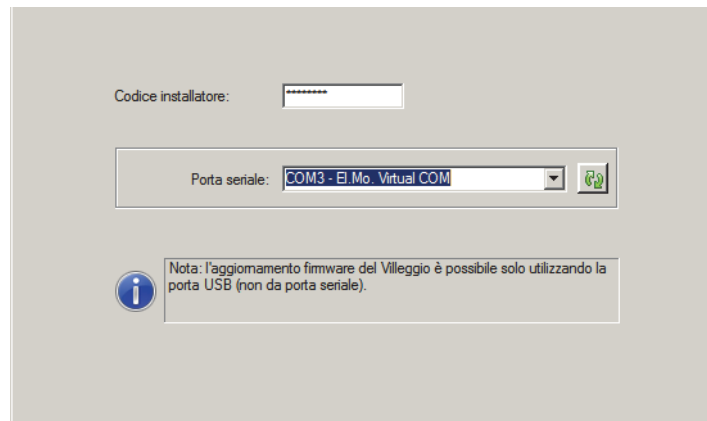 Codice installatore: ********
Porta seriale: COM3 - El.Mo. Virtual COM
Nota: l'aggiornamento firmware del Villeggio è possibile solo utilizzando la
porta USB (non da porta seriale).